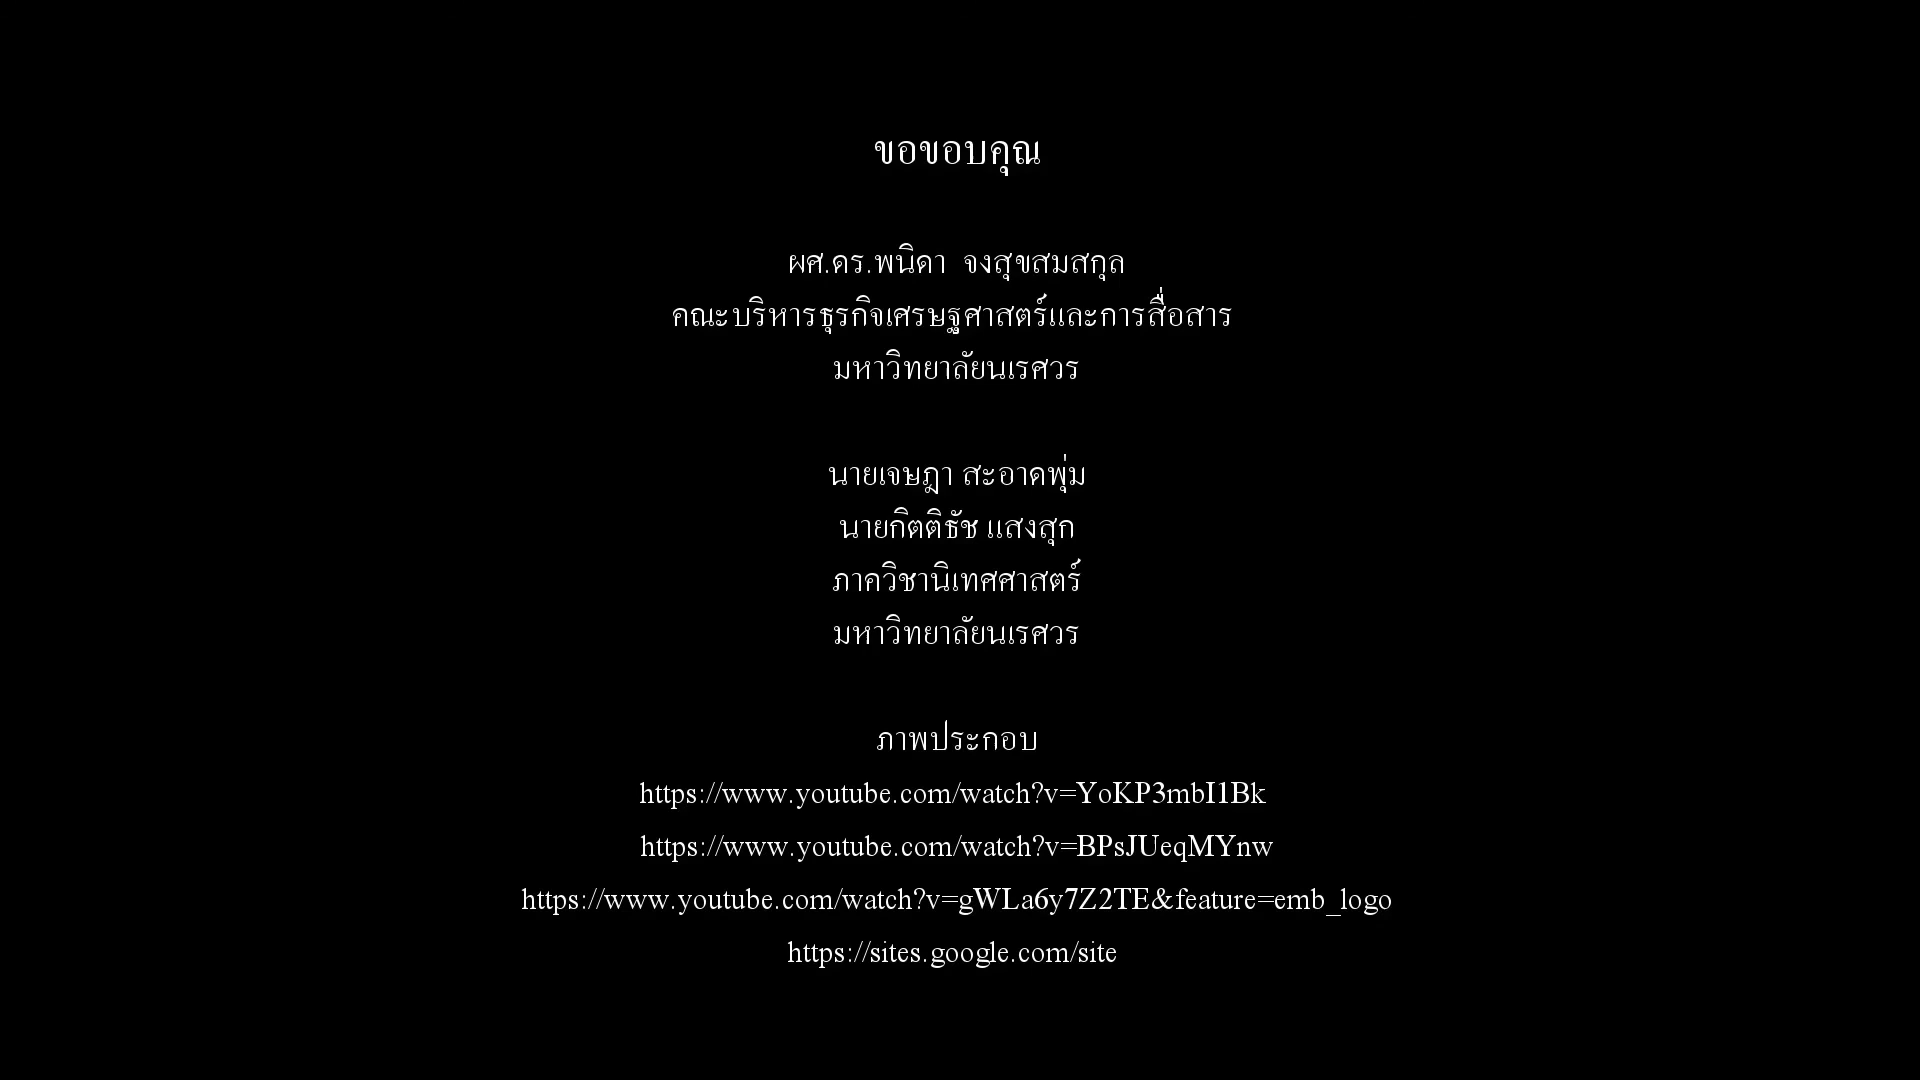 ขอขอบคุณ
ผศ.ดร.พนิดา จงสุขสมสกุล
คณะบริหารธุรกิจเศรษฐศาสตร์และการสื่อสาร
มหาวิทยาลัยนเรศวร
นายเจษฎา สะอาดพุ่ม
นายกิตติธัช แสงสุก
ภาควิชานิเทศศาสตร์
มหาวิทยาลัยนเรศวร
ภาพประกอบ
https://www.youtube.com/watch?v=YoKP3mbI1Bk
https://www.youtube.com/watch?v=BPsJUeqMYnw
https://www.youtube.com/watch?v=gWLa6y7Z2TE&feature=emb_logo
https://sites.google.com/site